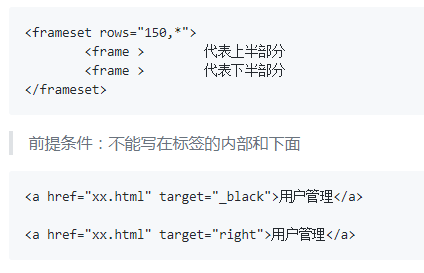 <frameset rows="150,*">
<frame > 代表上半部分
<frame > 代表下半部分
</frameset>
前提条件：不能写在标签的内部和下面
<a href="xx.html" target="_black">用户管理</a>
<a href="xx.html" target="right">用户管理</a>